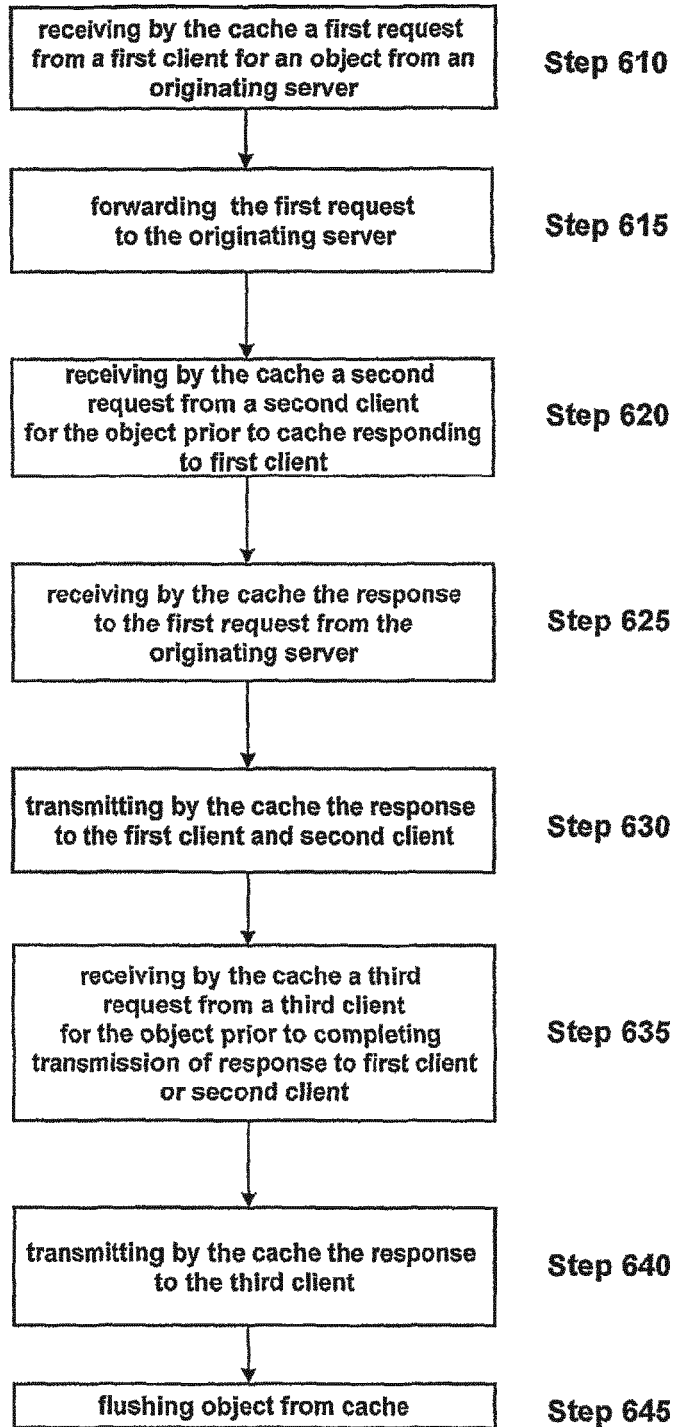 receiving by the cache a first request
from a first client for an object from an
originating server
Step 610
forwarding the first request
to the originating server
Step 615
receiving by the cache a second
request from a second client
for the object prior to cache responding
to first client
Step 620
receiving by the cache the response
to the first request from the
originating server
Step 625
transmitting by the cache the response
to the first client and second client
Step 630
receiving by the cache a third
request from a third client
for the object prior to completing
transmission of response to first client
or second client
Step 635
transmitting by the cache the response
to the third client
Step 640
flushing object from cache
Step 645